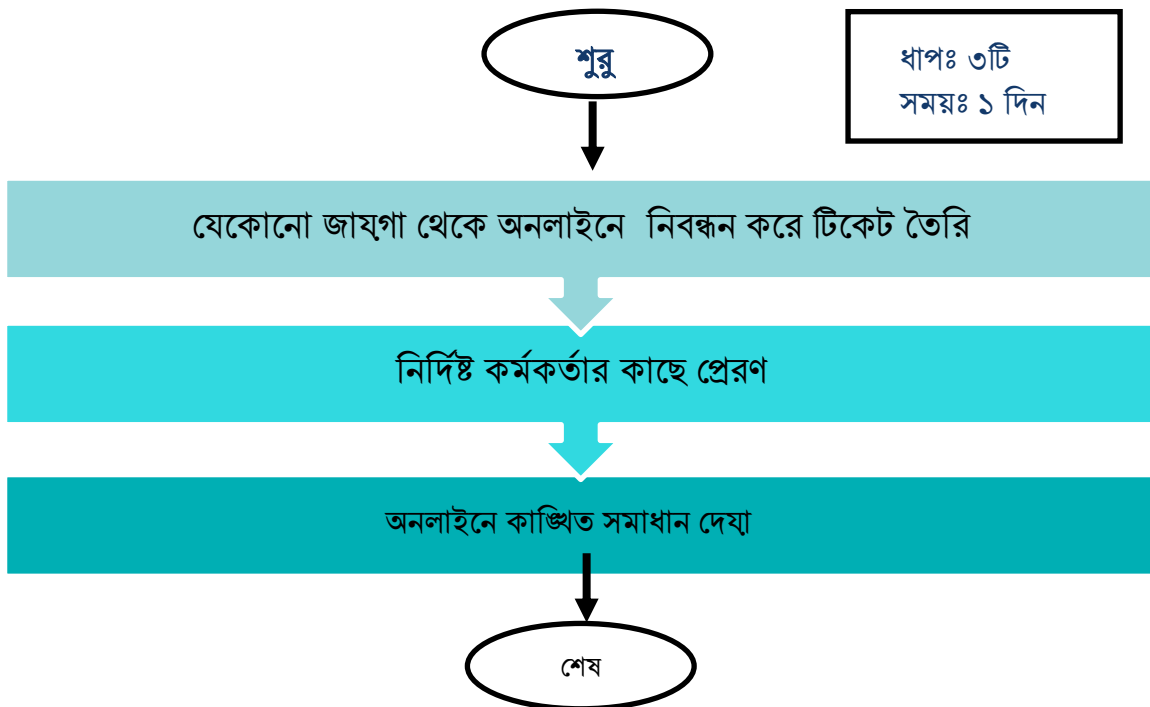 শুরু
ধাপঃ ৩টি
সময়ঃ ১ দিন
যেকোনো জায়গা থেকে অনলাইনে নিবন্ধন করে টিকেট তৈরি
নির্দিষ্ট কর্মকর্তার কাছে প্রেরণ
অনলাইনে কাঙ্খিত সমাধান দেয়া
শেষ